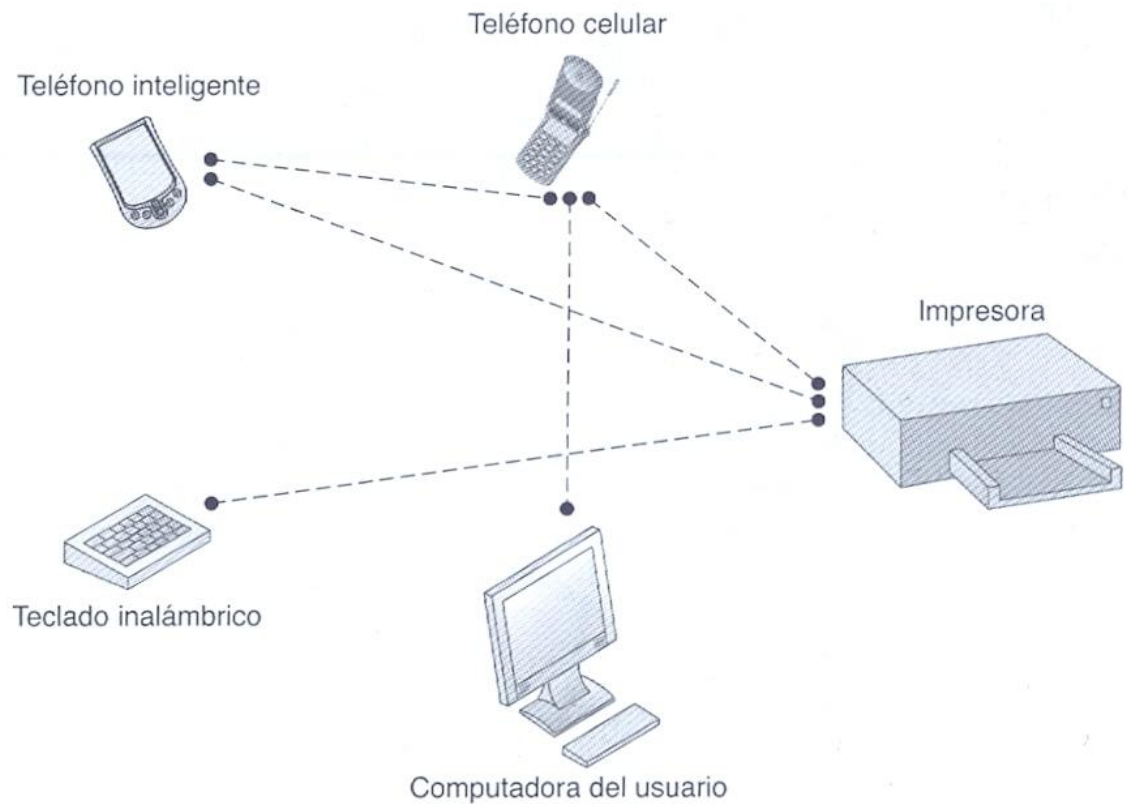 Teléfono celular
Teléfono inteligente
Impresora
Teclado inalámbrico
Computadora del usuario